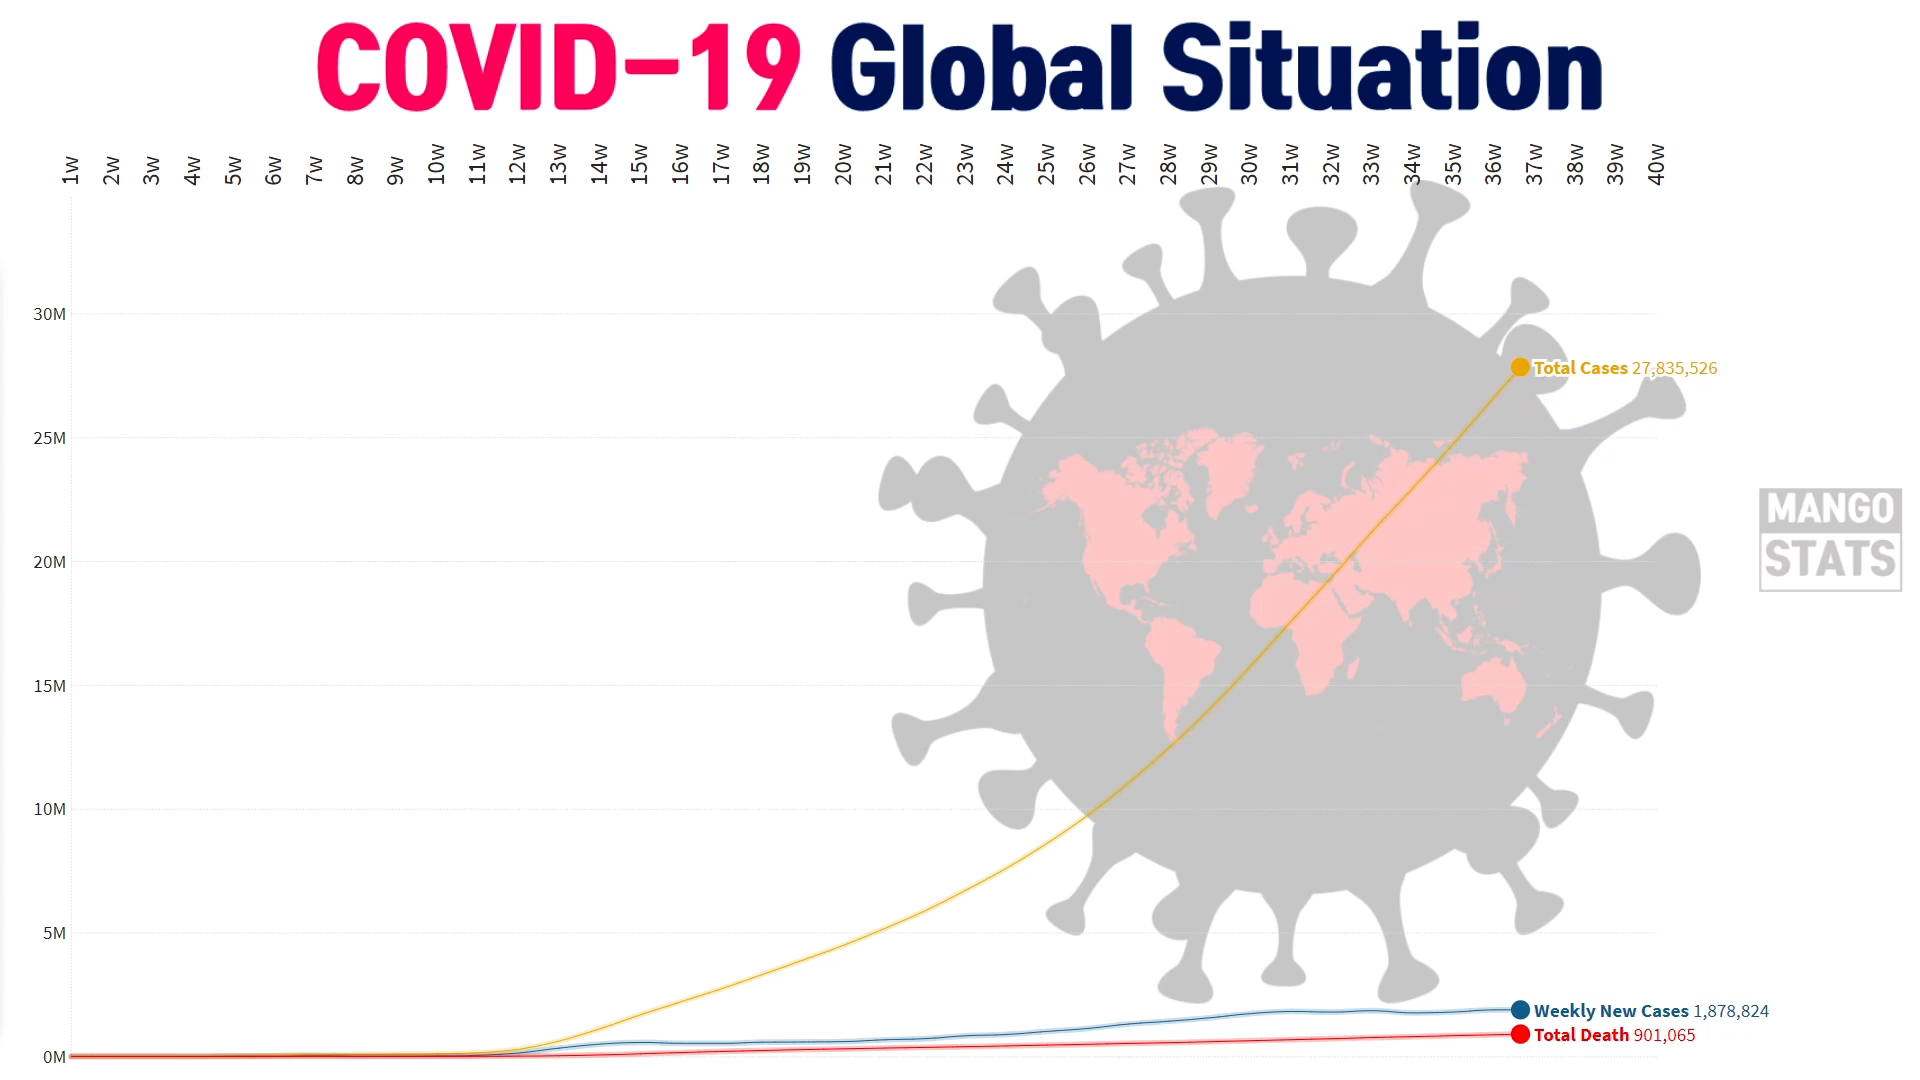 COVID-19 Global Situation
1w 2w 3w 4w 5w 6w 7w 8w 9w 10w 11w 12w 13w 14w 15w 16w 17w 18w 19w 20w 21w 22w 23w 24w 25w 26w 27w 28w 29w 30w 31w 32w 33w 34w 35w 36w 37w 38w 39w 40w
30M
Total Cases 27,835,526
25M
MANGO
STATS
20M
15M
10M
5M
Weekly New Cases 1,878,824
Total Death 901,065
0M